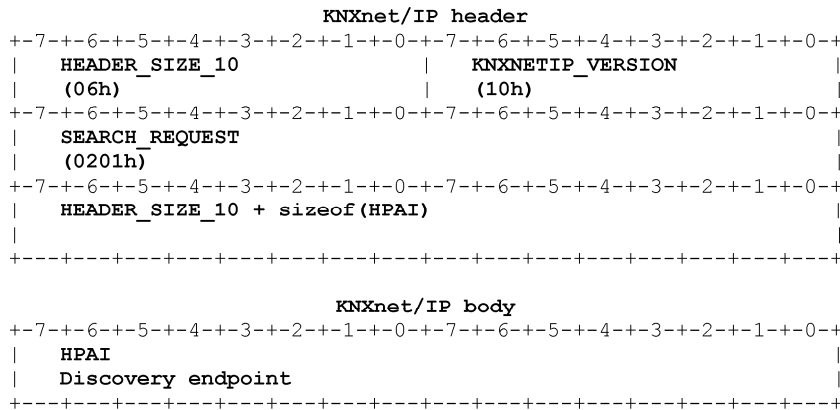 KNXnet/IP header
+-7-+-6-+-5-+-4-+-3-+-2-+-1-+-0-+-7-+-6-+-5-+-4-+-3-+-2-+-1-+-0-+
|   HEADER_SIZE_10              |   KNXNETIP_VERSION            |
|   (06h)                       |   (10h)                       |
+-7-+-6-+-5-+-4-+-3-+-2-+-1-+-0-+-7-+-6-+-5-+-4-+-3-+-2-+-1-+-0-+
|   SEARCH_REQUEST                                              |
|   (0201h)                                                     |
+-7-+-6-+-5-+-4-+-3-+-2-+-1-+-0-+-7-+-6-+-5-+-4-+-3-+-2-+-1-+-0-+
|   HEADER_SIZE_10 + sizeof(HPAI)                               |
|                                                               |
+---+---+---+---+---+---+---+---+---+---+---+---+---+---+---+---+
KNXnet/IP body
+-7-+-6-+-5-+-4-+-3-+-2-+-1-+-0-+-7-+-6-+-5-+-4-+-3-+-2-+-1-+-0-+
|   HPAI                                                        |
|   Discovery endpoint                                          |
+---+---+---+---+---+---+---+---+---+---+---+---+---+---+---+---+